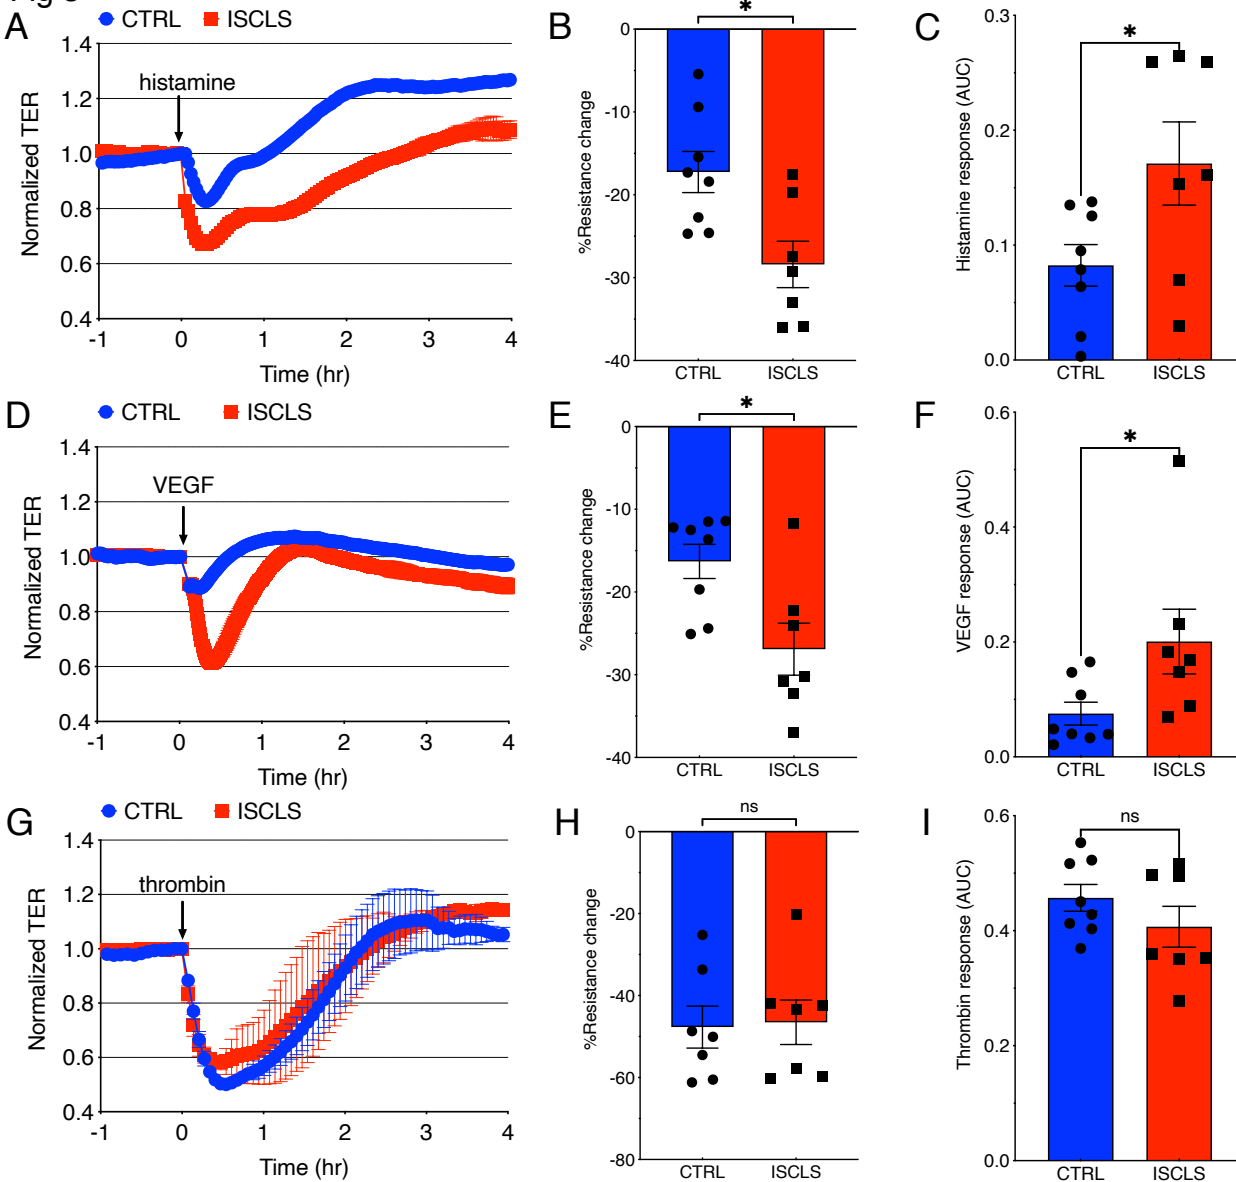 A
CTRL ISCLS
Normalized TER
1.4
1.2
1.0
0.8
0.6
0.4
histamine
-1 0 1 2 3 4
Time (hr)
B
*
%Resistance change
0
-10
-20
-30
-40
CTRL ISCLS
C
*
Histamine response (AUC)
0.3
0.2
0.1
0.0
CTRL ISCLS
D
CTRL ISCLS
Normalized TER
1.4
1.2
1.0
0.8
0.6
0.4
VEGF
-1 0 1 2 3 4
Time (hr)
E
*
%Resistance change
0
-10
-20
-30
-40
CTRL ISCLS
F
*
VEGF response (AUC)
0.6
0.4
0.2
0.0
CTRL ISCLS
G
CTRL ISCLS
Normalized TER
1.4
1.2
1.0
0.8
0.6
0.4
thrombin
-1 0 1 2 3 4
Time (hr)
H
ns
%Resistance change
0
-20
-40
-60
-80
CTRL ISCLS
I
ns
Thrombin response (AUC)
0.6
0.4
0.2
0.0
CTRL ISCLS